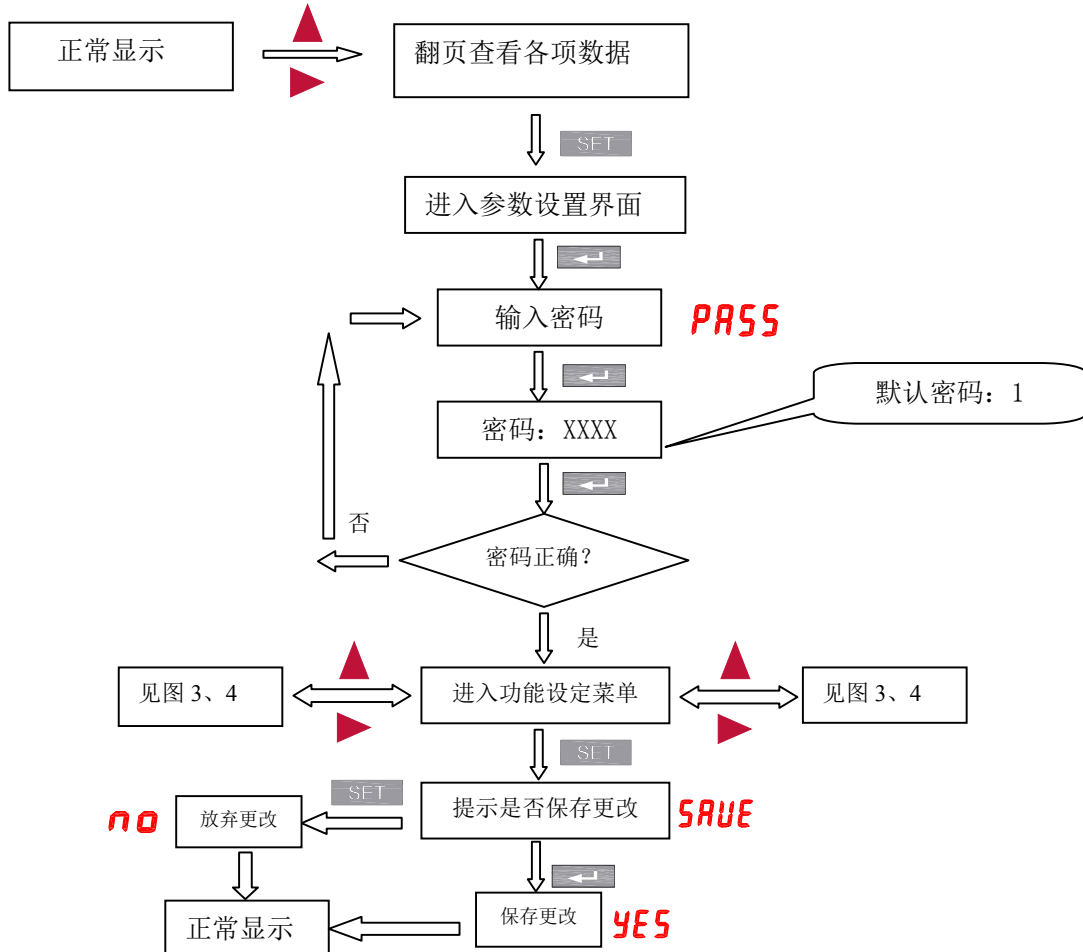 正常显示
翻页查看各项数据
SET
进入参数设置界面
输入密码
PASS
默认密码：1
密码：XXXX
否
密码正确？
是
见图 3、4
进入功能设定菜单
见图 3、4
SET
SET
no
放弃更改
提示是否保存更改
SAVE
正常显示
保存更改
YES